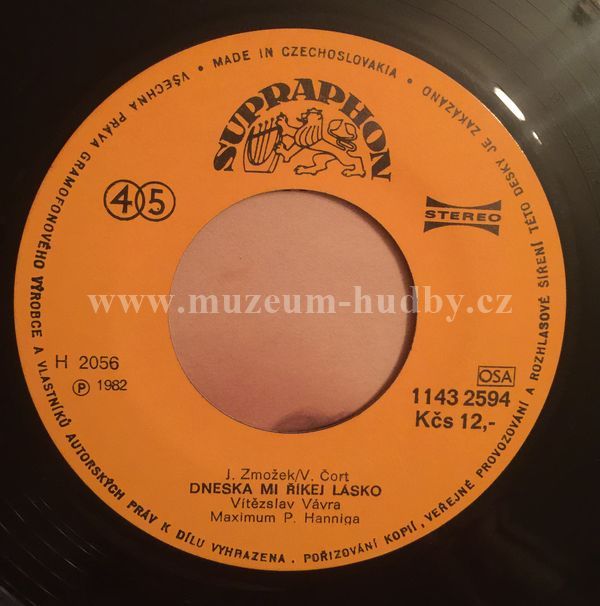 VŠECHNA PRÁVA GRAMOFONOVÉHO VÝROBCE A VLASTNÍKŮ AUTORSKÝCH PRÁV K DÍLU VYHRAZENA. POŘIZOVÁNÍ KOPIÍ, VEŘEJNÉ PROVOZOVÁNÍ A ROZHLASOVÉ ŠÍŘENÍ TÉTO DESKY JE ZAKÁZÁNO
• MADE IN CZECHOSLOVAKIA •
SUPRAPHON
45
STEREO
www.muzeum-hudby.cz
H 2056
Ⓟ 1982
OSA
1143 2594
Kčs 12,-
J. Zmožek/V. Čort
DNESKA MI ŘÍKEJ LÁSKO
Vítězslav Vávra
Maximum P. Hanniga